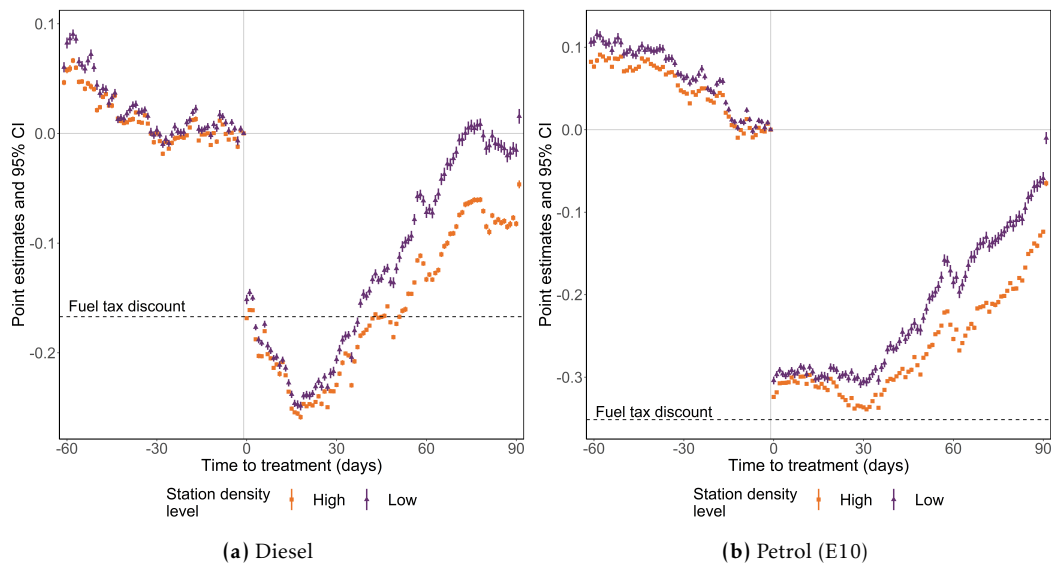 Point estimates and 95% CI
0.1
0.0
-0.1
-0.2
Fuel tax discount
-60
-30
0
30
60
90
Time to treatment (days)
Station density
level
High
Low
(a) Diesel
Point estimates and 95% CI
0.1
0.0
-0.1
-0.2
-0.3
Fuel tax discount
-60
-30
0
30
60
90
Time to treatment (days)
Station density
level
High
Low
(b) Petrol (E10)